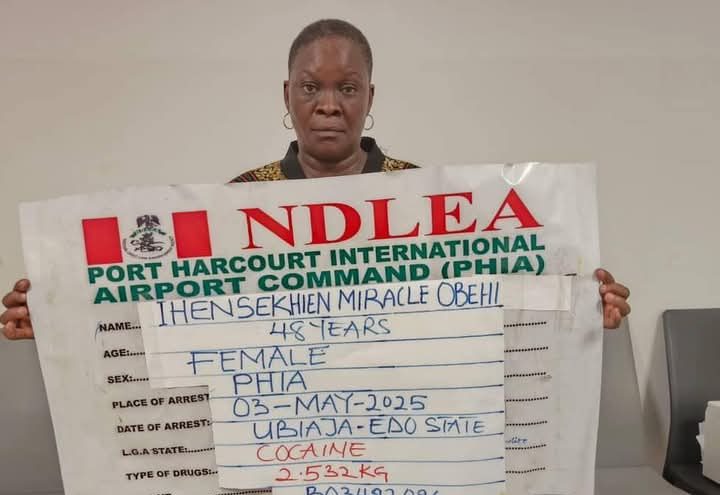 NDLEA
PORT HARCOURT INTERNATIONAL
AIRPORT COMMAND (PHIA)
NAME... IHENSEKHIEN MIRACLE OBEHI
AGE:... 48 YEARS
SEX:... FEMALE
PLACE OF ARREST PHIA
DATE OF ARREST: 03-MAY-2025
L.G.A STATE:... UBIAJA-EDO STATE
TYPE OF DRUGS:... COCAINE
2.532KG